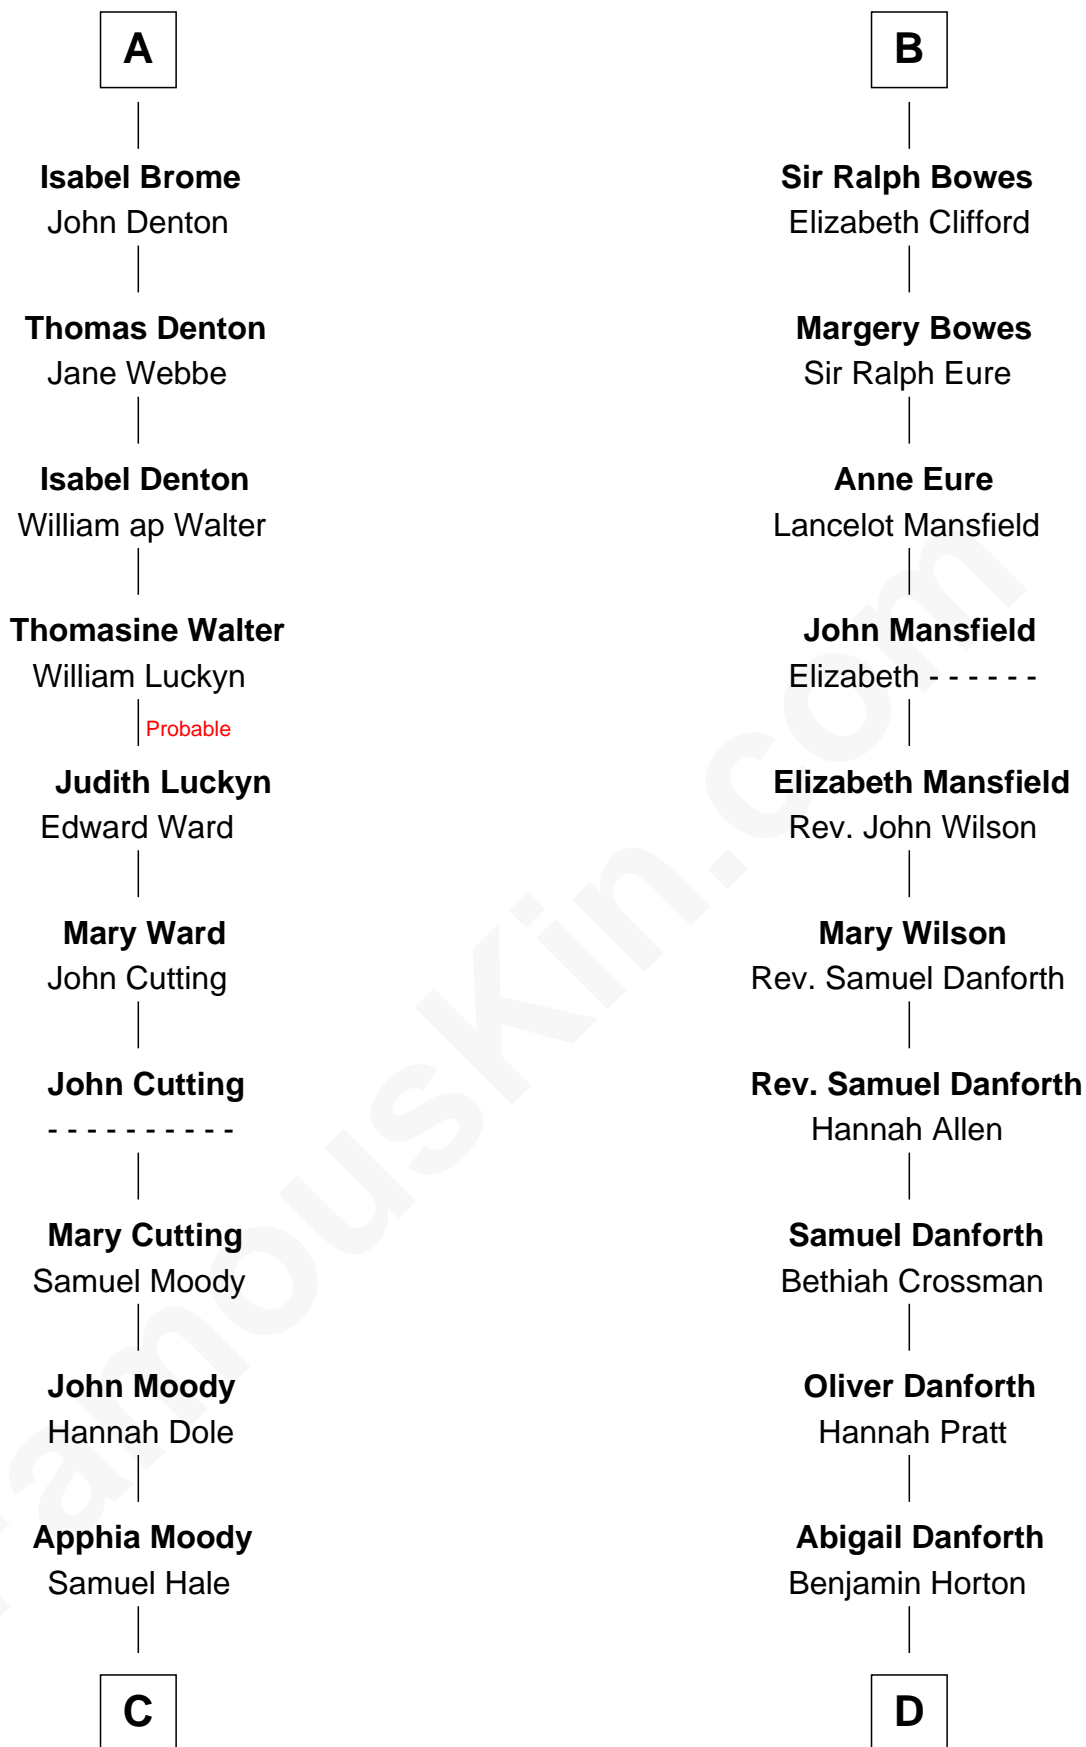 A
Isabel Brome
John Denton
Thomas Denton
Jane Webbe
Isabel Denton
William ap Walter
Thomasine Walter
William Luckyn
Probable
Judith Luckyn
Edward Ward
Mary Ward
John Cutting
John Cutting
- - - - - - - - - -
Mary Cutting
Samuel Moody
John Moody
Hannah Dole
Apphia Moody
Samuel Hale
C
B
Sir Ralph Bowes
Elizabeth Clifford
Margery Bowes
Sir Ralph Eure
Anne Eure
Lancelot Mansfield
John Mansfield
Elizabeth - - - - - -
Elizabeth Mansfield
Rev. John Wilson
Mary Wilson
Rev. Samuel Danforth
Rev. Samuel Danforth
Hannah Allen
Samuel Danforth
Bethiah Crossman
Oliver Danforth
Hannah Pratt
Abigail Danforth
Benjamin Horton
D
FamousKin.com